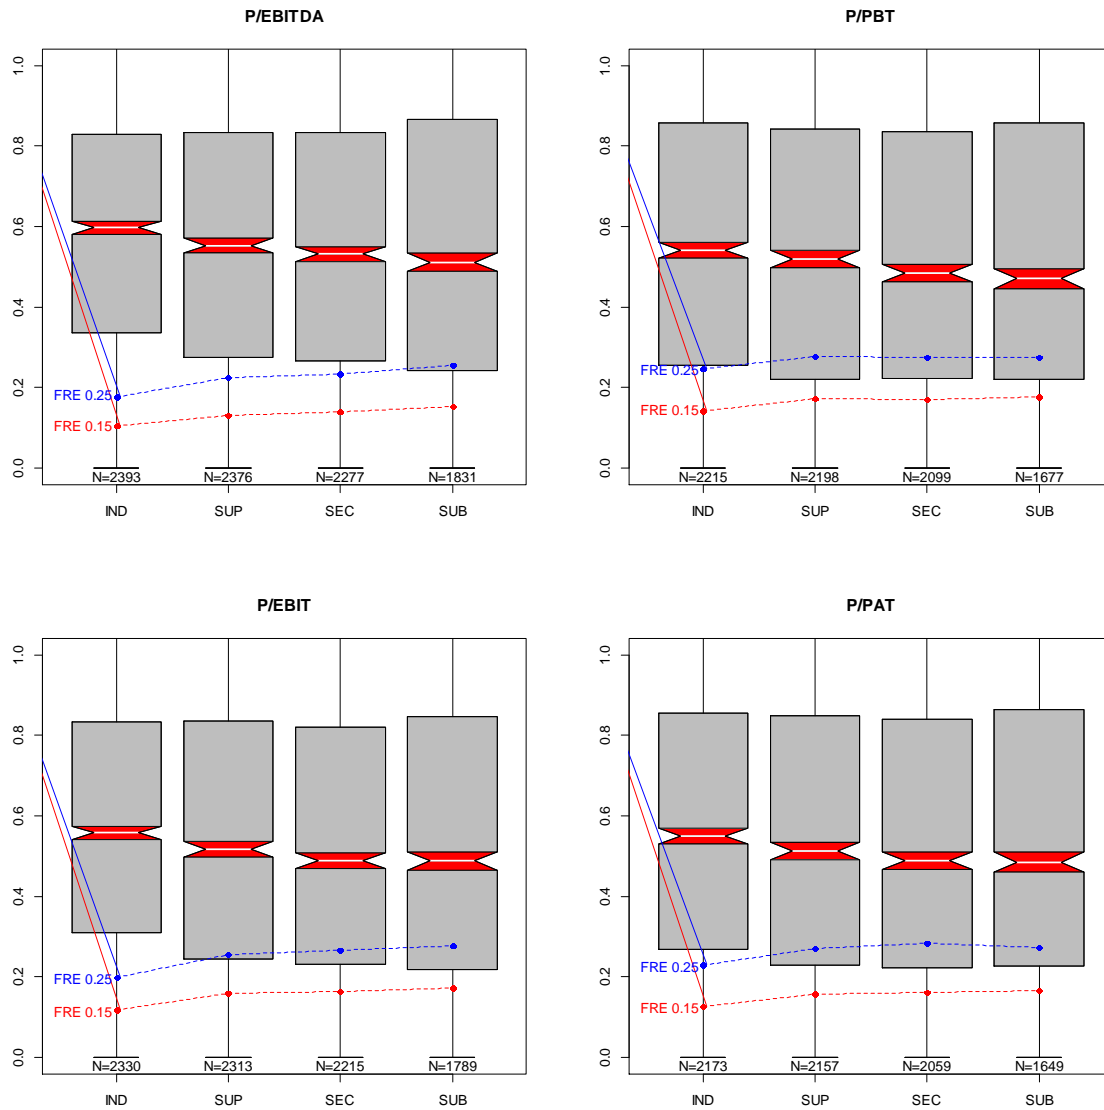 P/EBITDA
1.0
0.8
0.6
0.4
0.2
0.0
FRE 0.25
FRE 0.15
N=2393 N=2376 N=2277 N=1831
IND SUP SEC SUB
P/PBT
1.0
0.8
0.6
0.4
0.2
0.0
FRE 0.25
FRE 0.15
N=2215 N=2198 N=2099 N=1677
IND SUP SEC SUB
P/EBIT
1.0
0.8
0.6
0.4
0.2
0.0
FRE 0.25
FRE 0.15
N=2330 N=2313 N=2215 N=1789
IND SUP SEC SUB
P/PAT
1.0
0.8
0.6
0.4
0.2
0.0
FRE 0.25
FRE 0.15
N=2173 N=2157 N=2059 N=1649
IND SUP SEC SUB